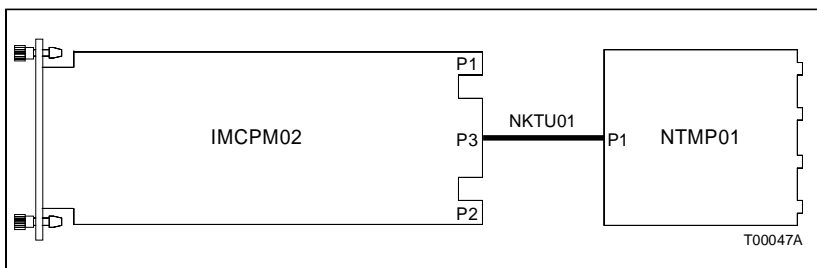 P1
NKTU01
IMCPM02
P3
P1
NTMP01
P2
T00047A